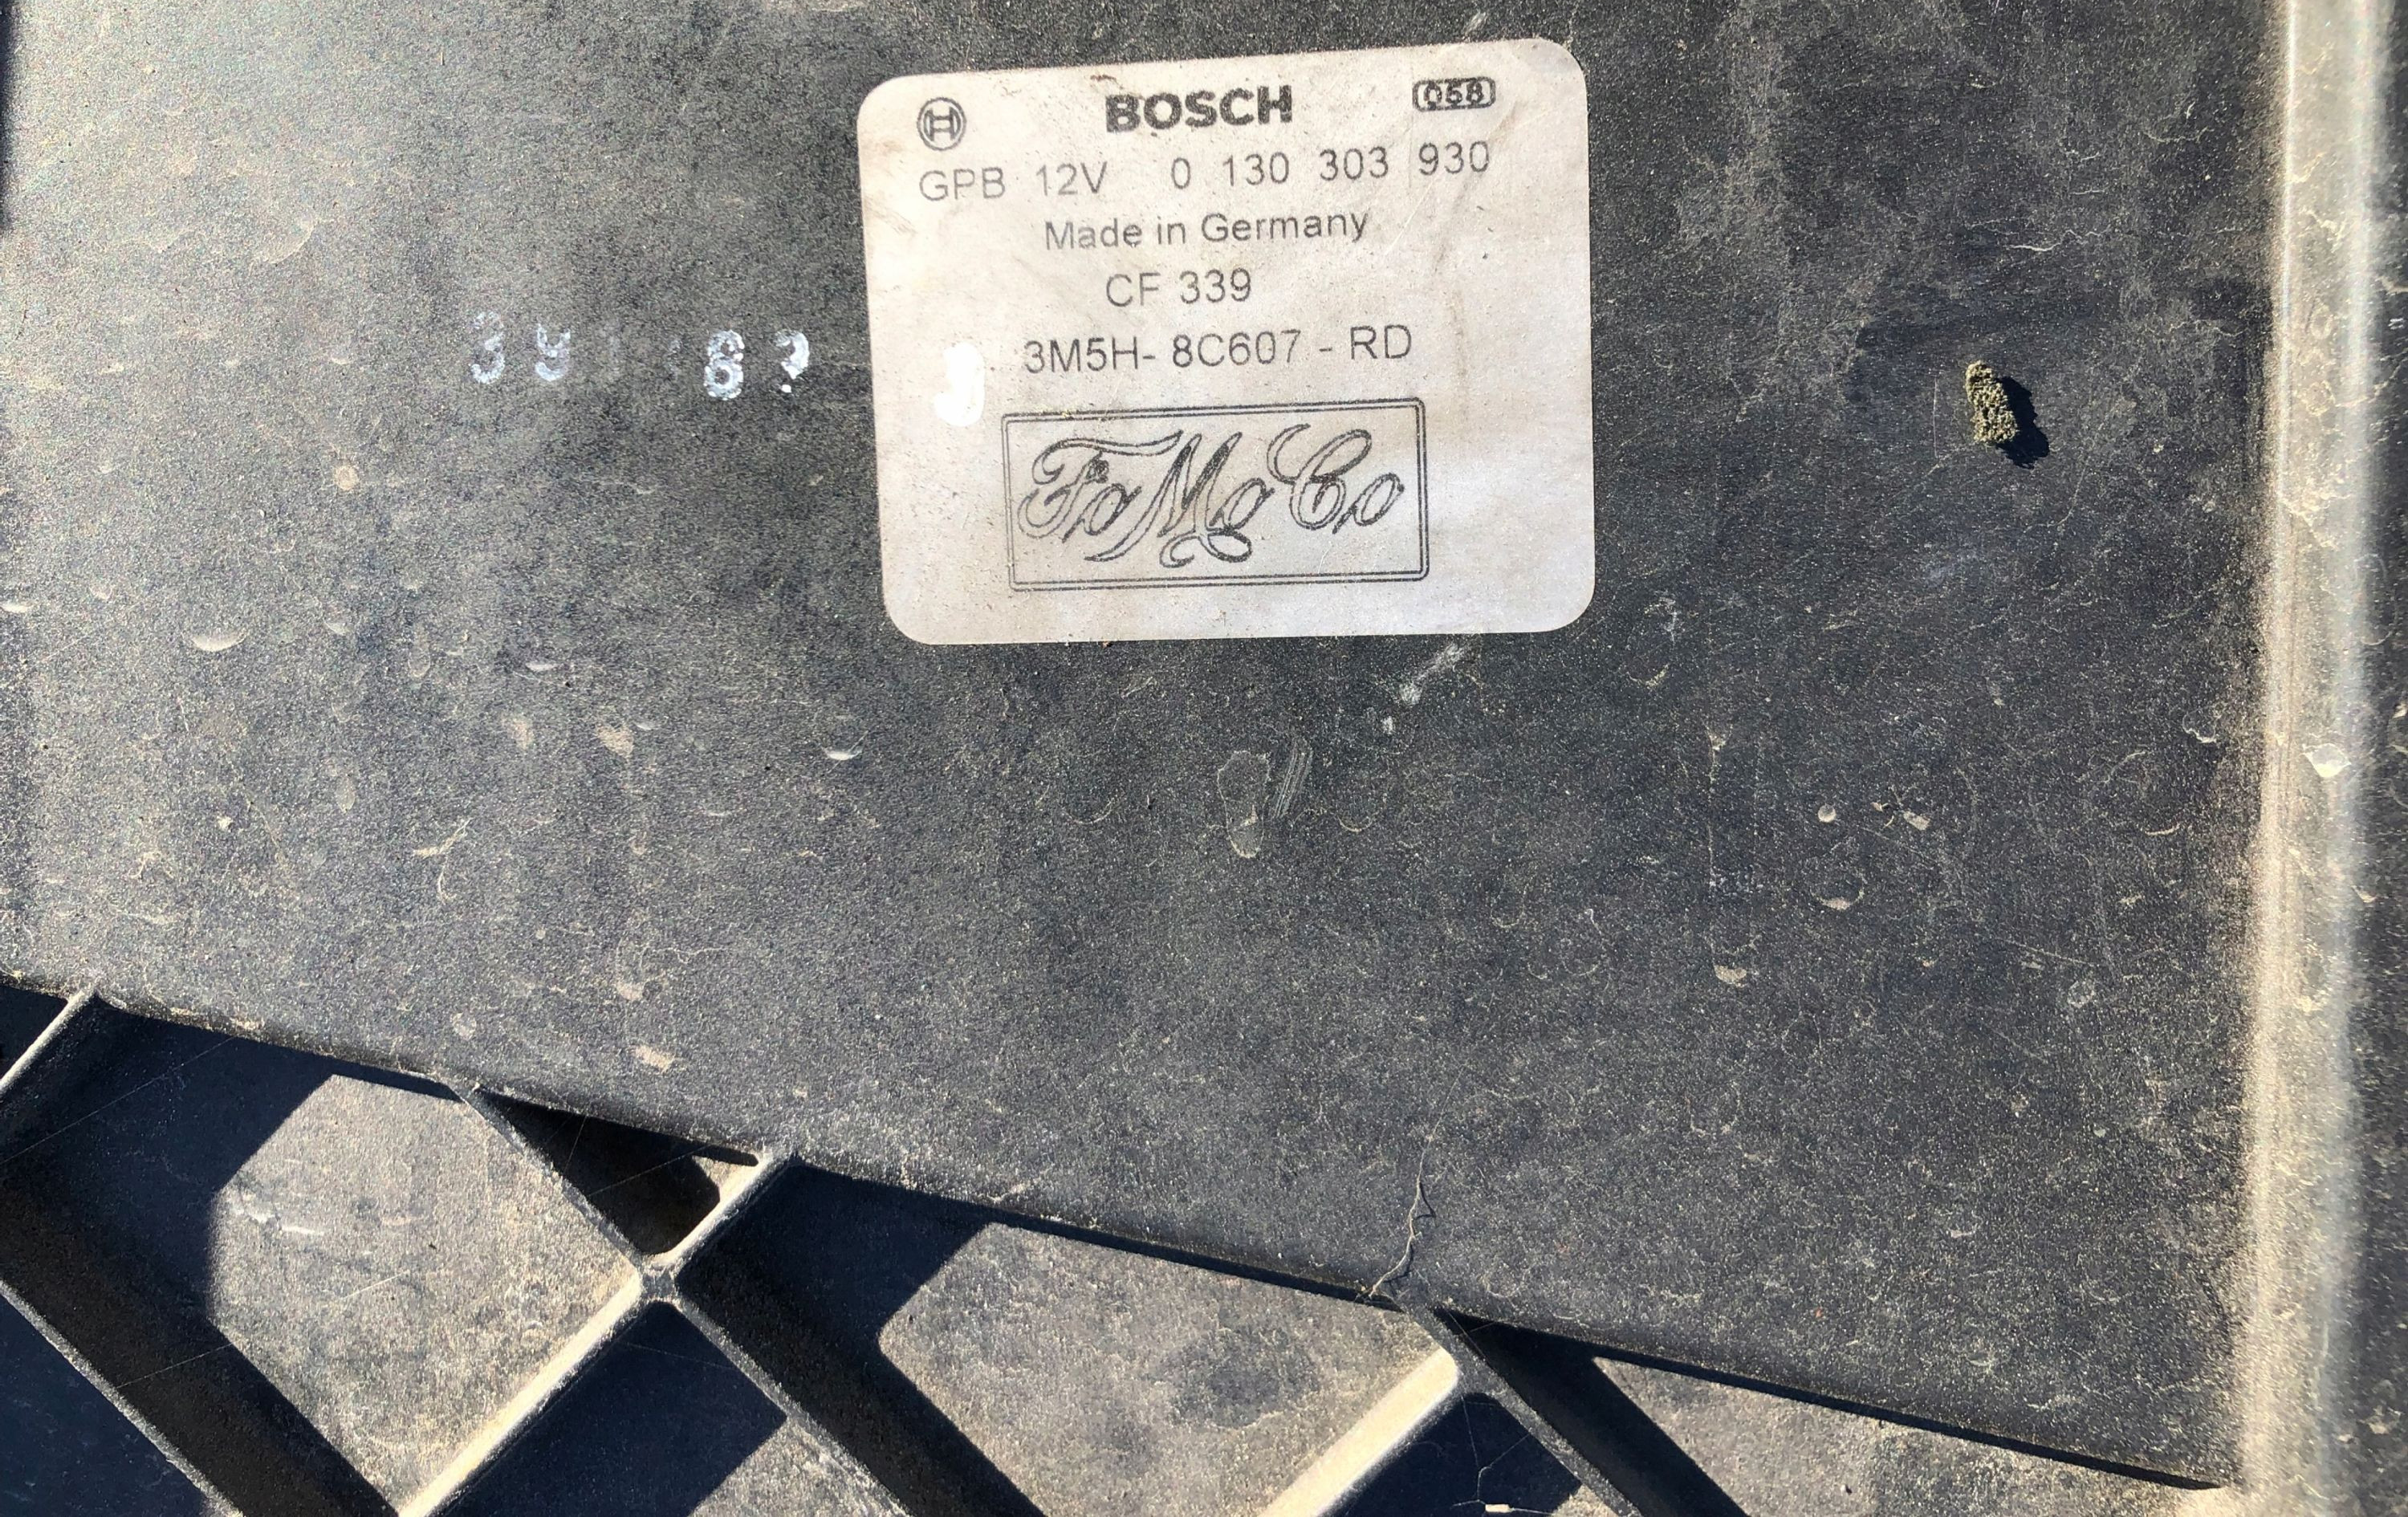 BOSCH 058
GPB 12V 0 130 303 930
Made in Germany
CF 339
3M5H- 8C607 - RD
FoMoCo